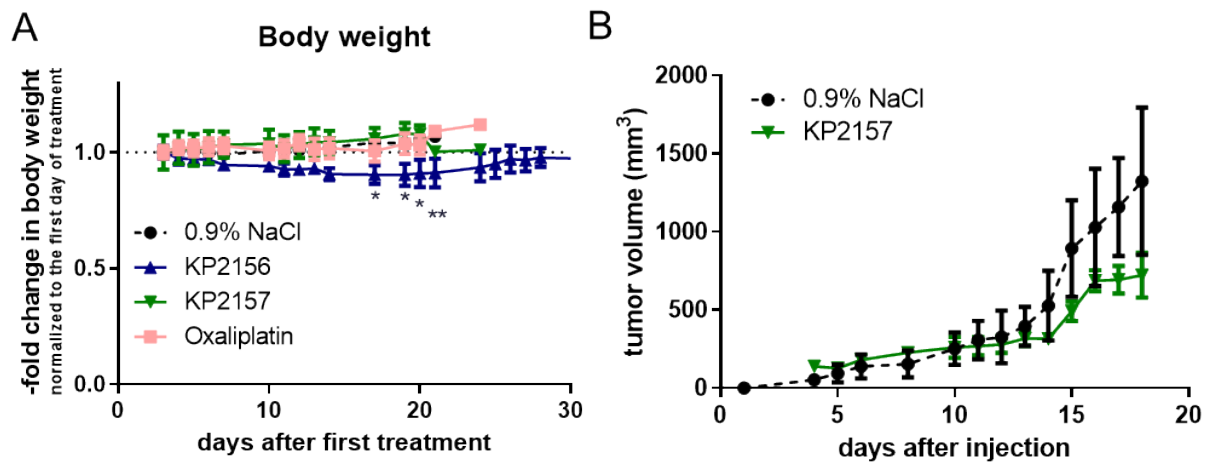 A
Body weight
-fold change in body weight
normalized to the first day of treatment
1.0
0.5
0.0
*
*
*
**
0.9% NaCl
KP2156
KP2157
Oxaliplatin
0
10
20
30
days after first treatment
B
tumor volume (mm³)
2000
1500
1000
500
0
0.9% NaCl
KP2157
0
5
10
15
20
days after injection